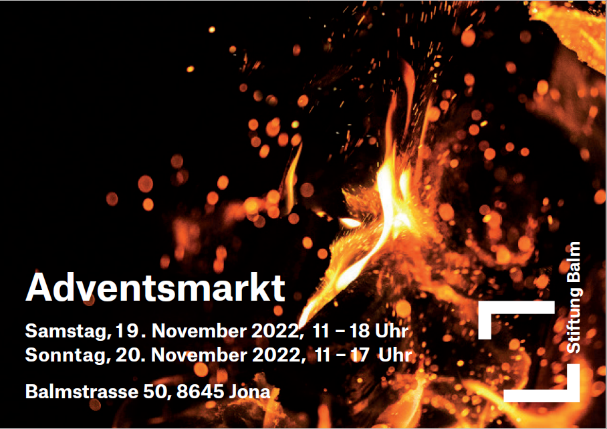 Adventsmarkt
Samstag, 19. November 2022, 11 – 18 Uhr
Sonntag, 20. November 2022, 11 – 17 Uhr
Balmstrasse 50, 8645 Jona
Stiftung Balm